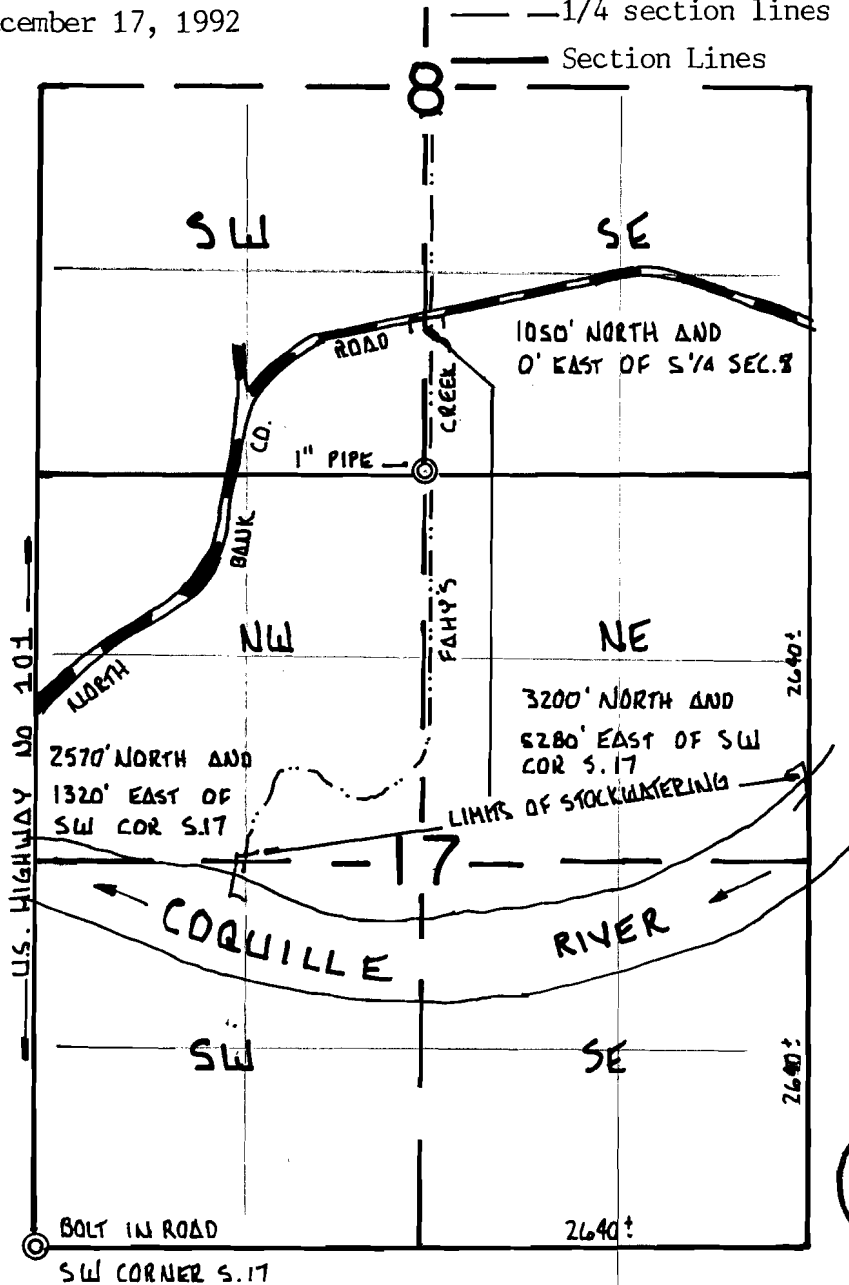 cember 17, 1992
1/4 section lines
Section Lines
8
SW
SE
ROAD
1050' NORTH AND
0' EAST OF S1/4 SEC.8
CREEK
CO.
1" PIPE
BANK
FAHY'S
NW
NE
2640±
NORTH
3200' NORTH AND
5280' EAST OF SW
COR S.17
U.S. HIGHWAY NO 101
2570' NORTH AND
1320' EAST OF
SW COR S.17
LIMITS OF STOCKWATERING
17
COQUILLE
RIVER
SW
SE
2640±
BOLT IN ROAD
2640±
SW CORNER S.17